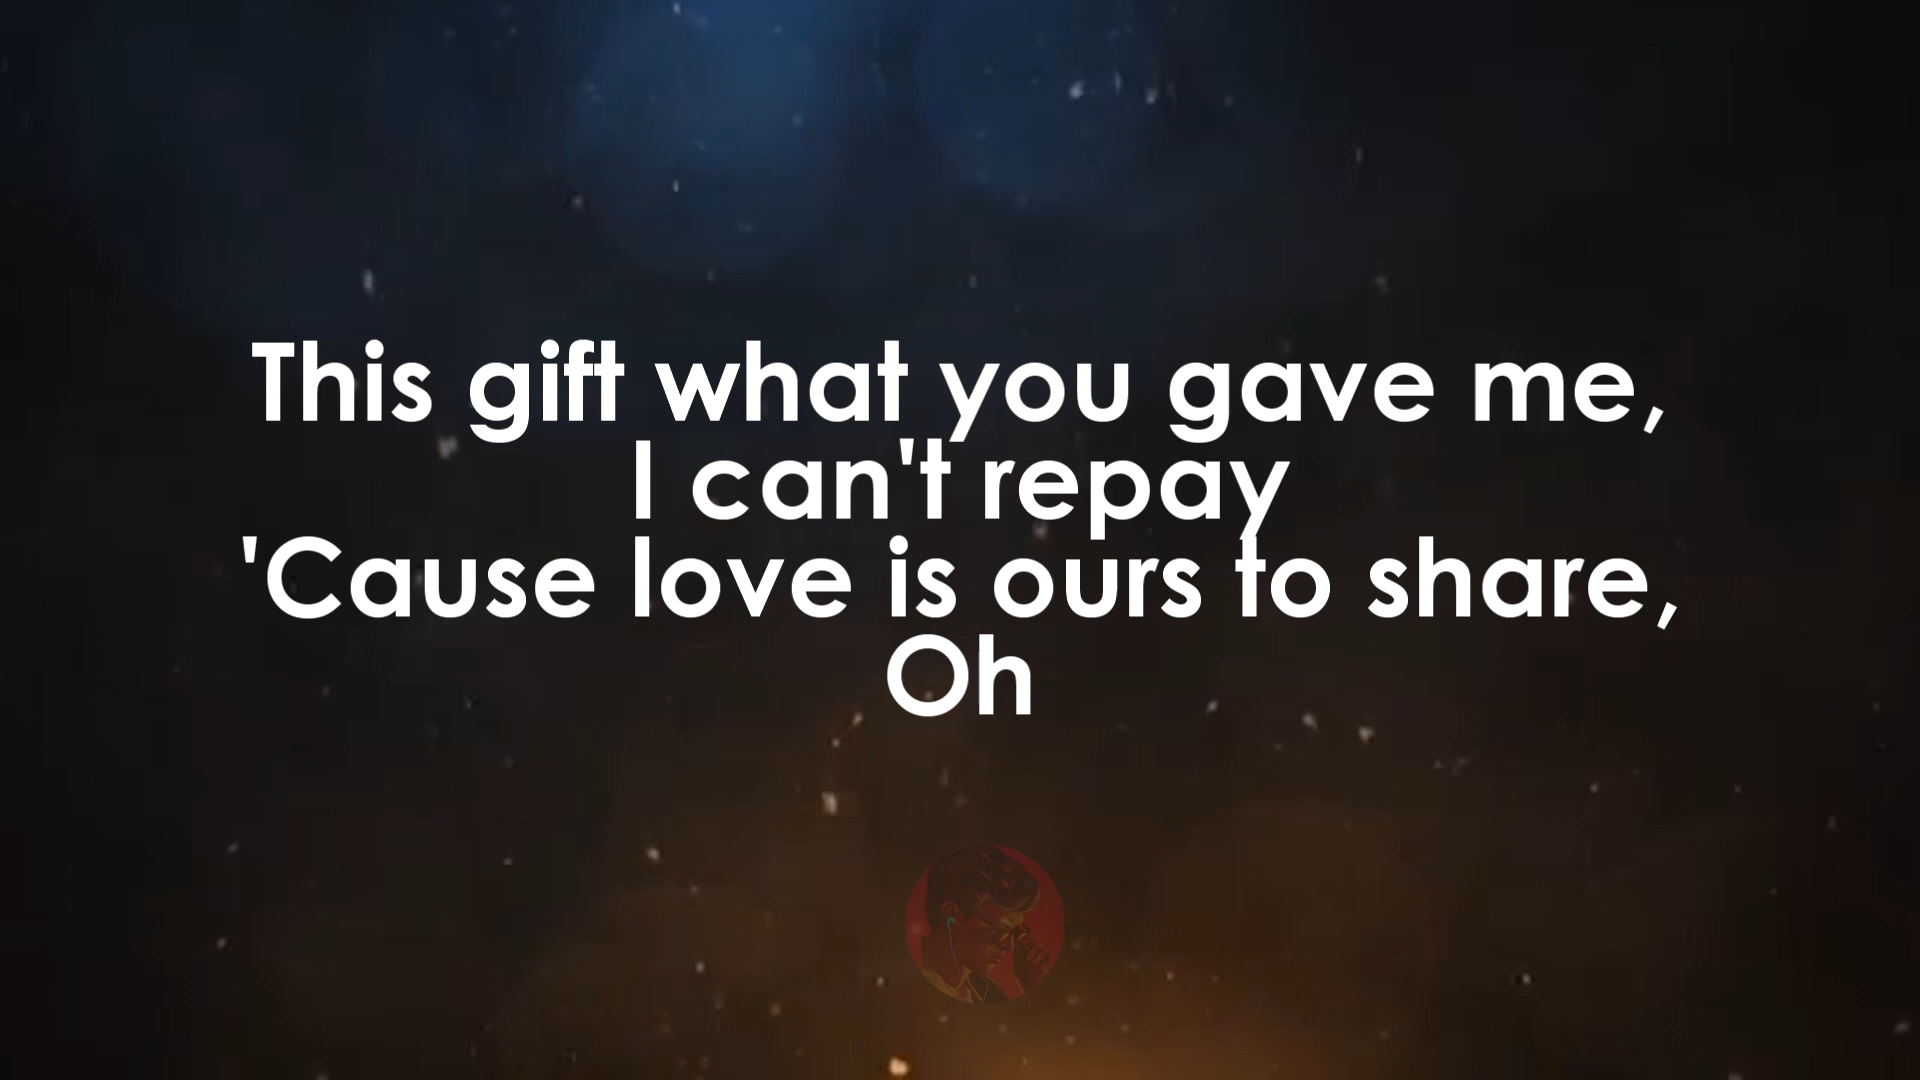 This gift what you gave me,
I can't repay
'Cause love is ours to share,
Oh